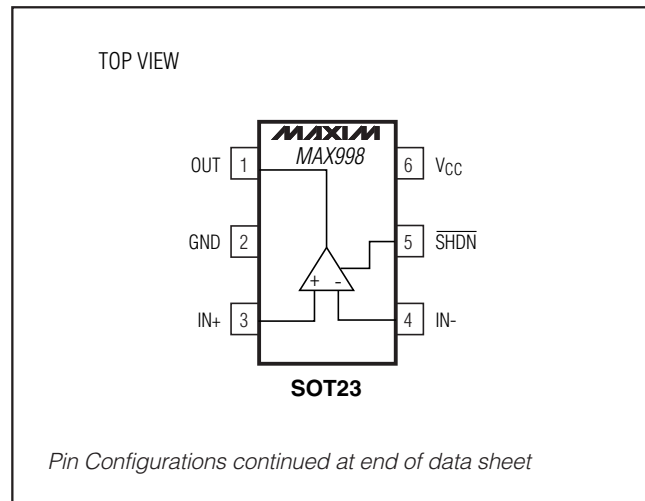 TOP VIEW
MAXIM
MAX998
OUT 1
6 VCC
GND 2
5 SHDN
+ -
IN+ 3
4 IN-
SOT23
Pin Configurations continued at end of data sheet